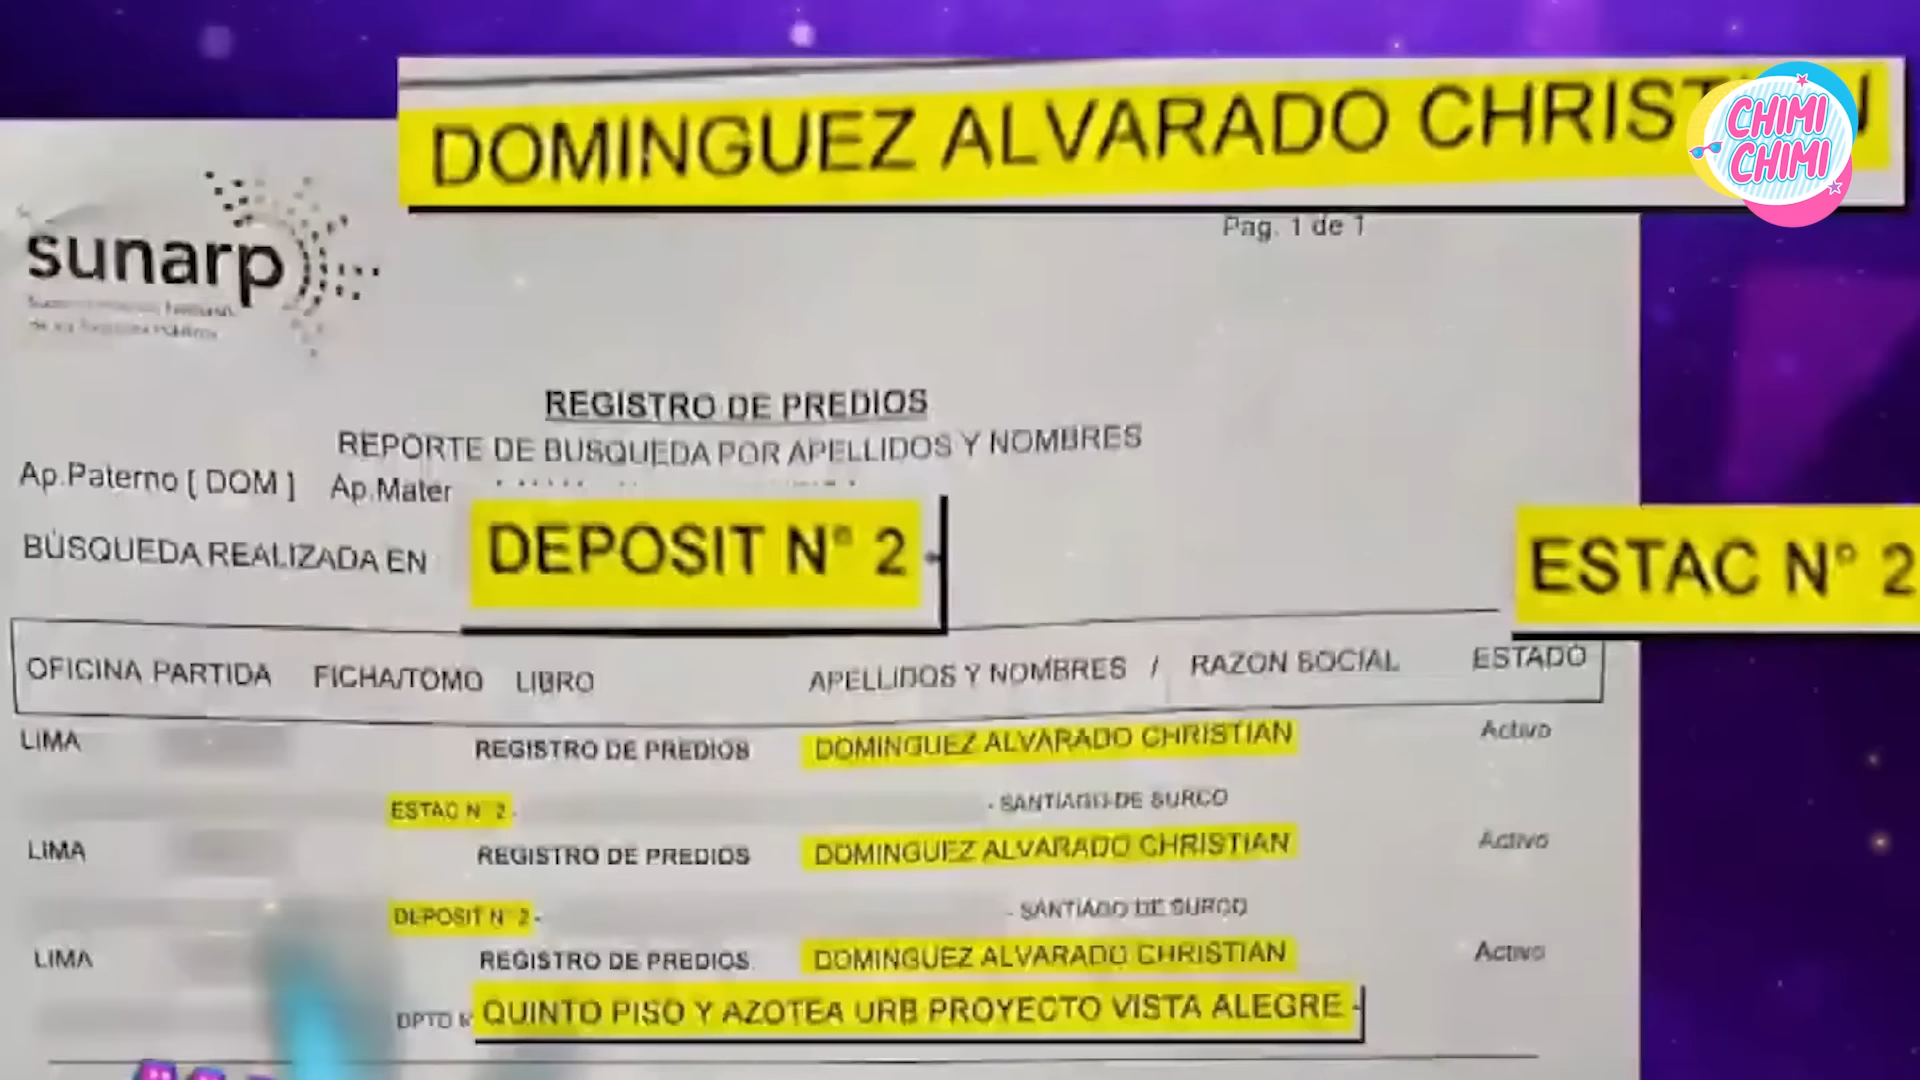 DOMINGUEZ ALVARADO CHRIST
CHIMI
CHIMI
Pag. 1 de 1
sunarp
REGISTRO DE PREDIOS
REPORTE DE BUSQUEDA POR APELLIDOS Y NOMBRES
Ap.Paterno [ DOM ] Ap.Mater
BÚSQUEDA REALIZADA EN
DEPOSIT N° 2 -
ESTAC N° 2
OFICINA PARTIDA FICHA/TOMO LIBRO APELLIDOS Y NOMBRES / RAZON SOCIAL ESTADO
LIMA REGISTRO DE PREDIOS DOMINGUEZ ALVARADO CHRISTIAN Activo
ESTAC N° 2 - - SANTIAGO DE SURCO
LIMA REGISTRO DE PREDIOS DOMINGUEZ ALVARADO CHRISTIAN Activo
DEPOSIT N° 2 - - SANTIAGO DE SURCO
LIMA REGISTRO DE PREDIOS DOMINGUEZ ALVARADO CHRISTIAN Activo
DPTO QUINTO PISO Y AZOTEA URB PROYECTO VISTA ALEGRE -